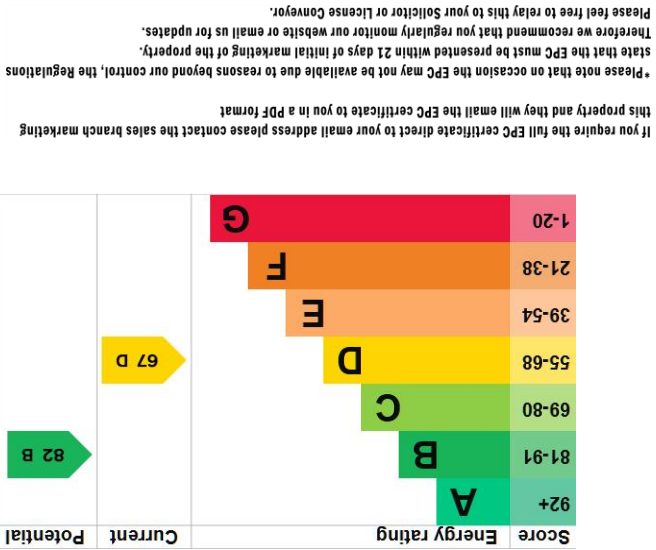 Score Energy rating Current Potential
92+ A
81-91 B 82 B
69-80 C
55-68 D 67 D
39-54 E
21-38 F
1-20 G
If you require the full EPC certificate direct to your email address please contact the sales branch marketing
this property and they will email the EPC certificate to you in a PDF format
*Please note that on occasion the EPC may not be available due to reasons beyond our control, the Regulations
state that the EPC must be presented within 21 days of initial marketing of the property.
Therefore we recommend that you regularly monitor our website or email us for updates.
Please feel free to relay this to your Solicitor or License Conveyor.